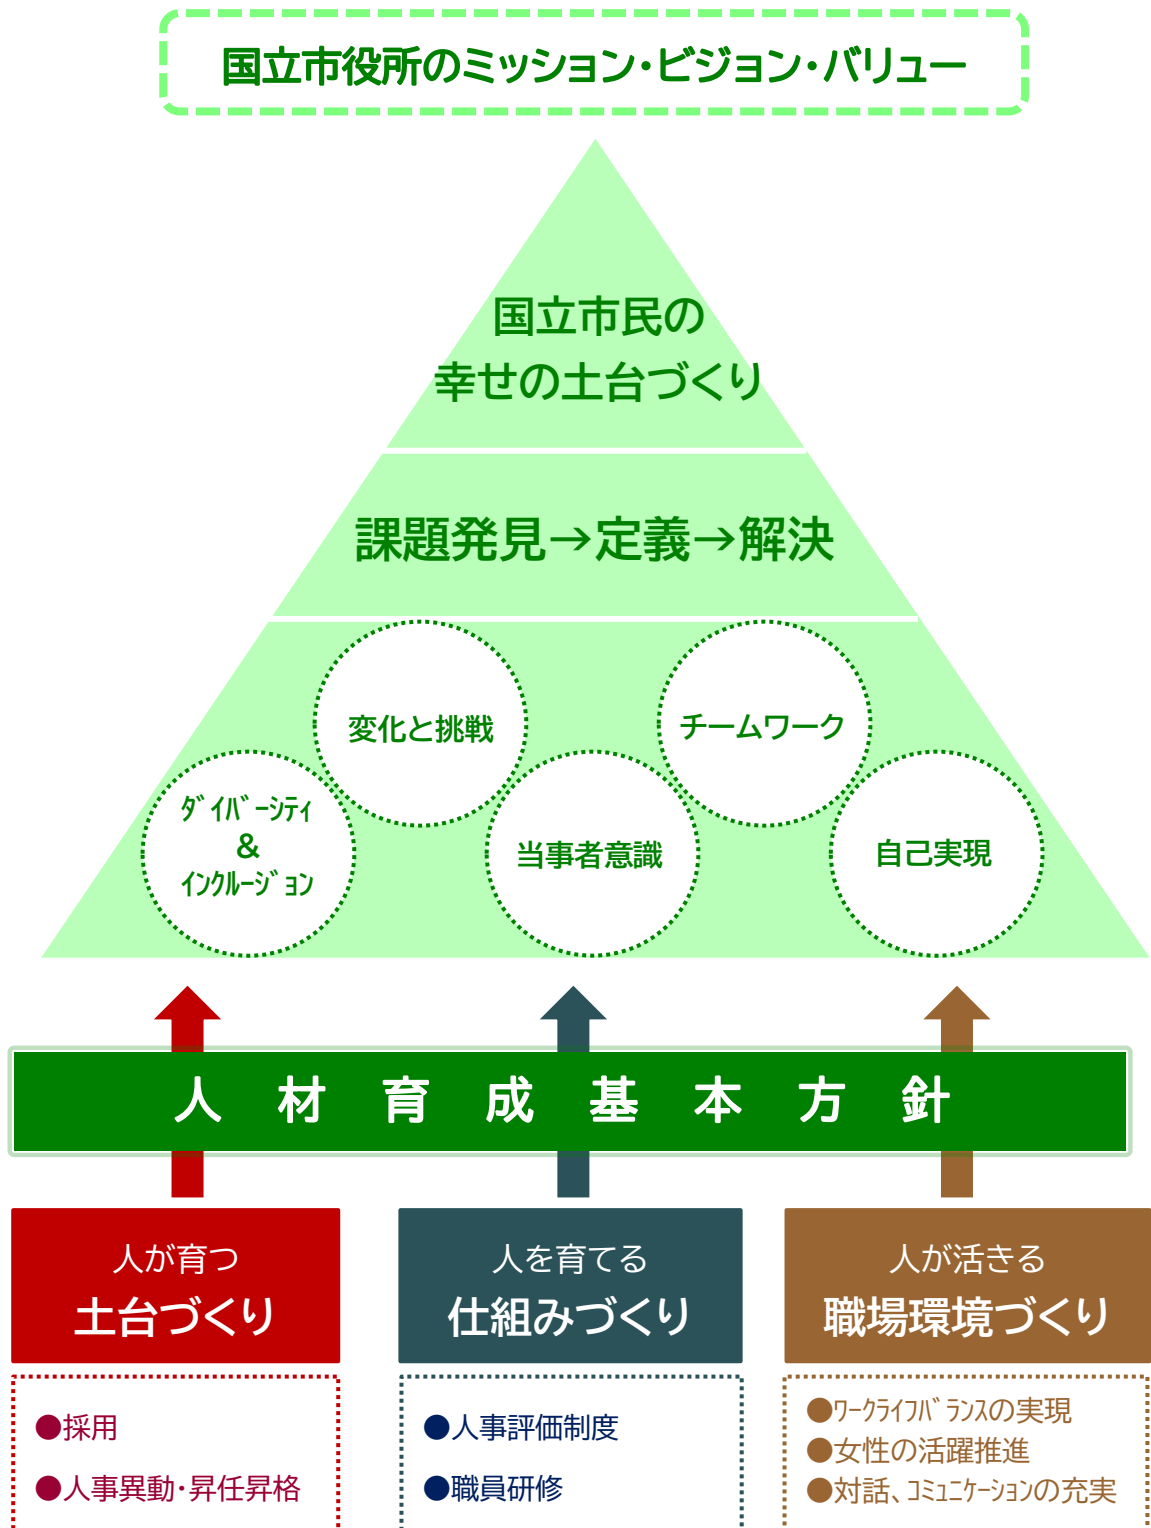 国立市役所のミッション・ビジョン・バリュー
国立市民の
幸せの土台づくり
課題発見→定義→解決
変化と挑戦
チームワーク
ﾀﾞｲﾊﾞｰｼﾃｨ
&
ｲﾝｸﾙｰｼﾞｮﾝ
当事者意識
自己実現
人材育成基本方針
人が育つ
土台づくり
人を育てる
仕組みづくり
人が活きる
職場環境づくり
●採用
●人事異動・昇任昇格
●人事評価制度
●職員研修
●ﾜｰｸﾗｲﾌﾊﾞﾗﾝｽの実現
●女性の活躍推進
●対話、ｺﾐｭﾆｹｰｼｮﾝの充実